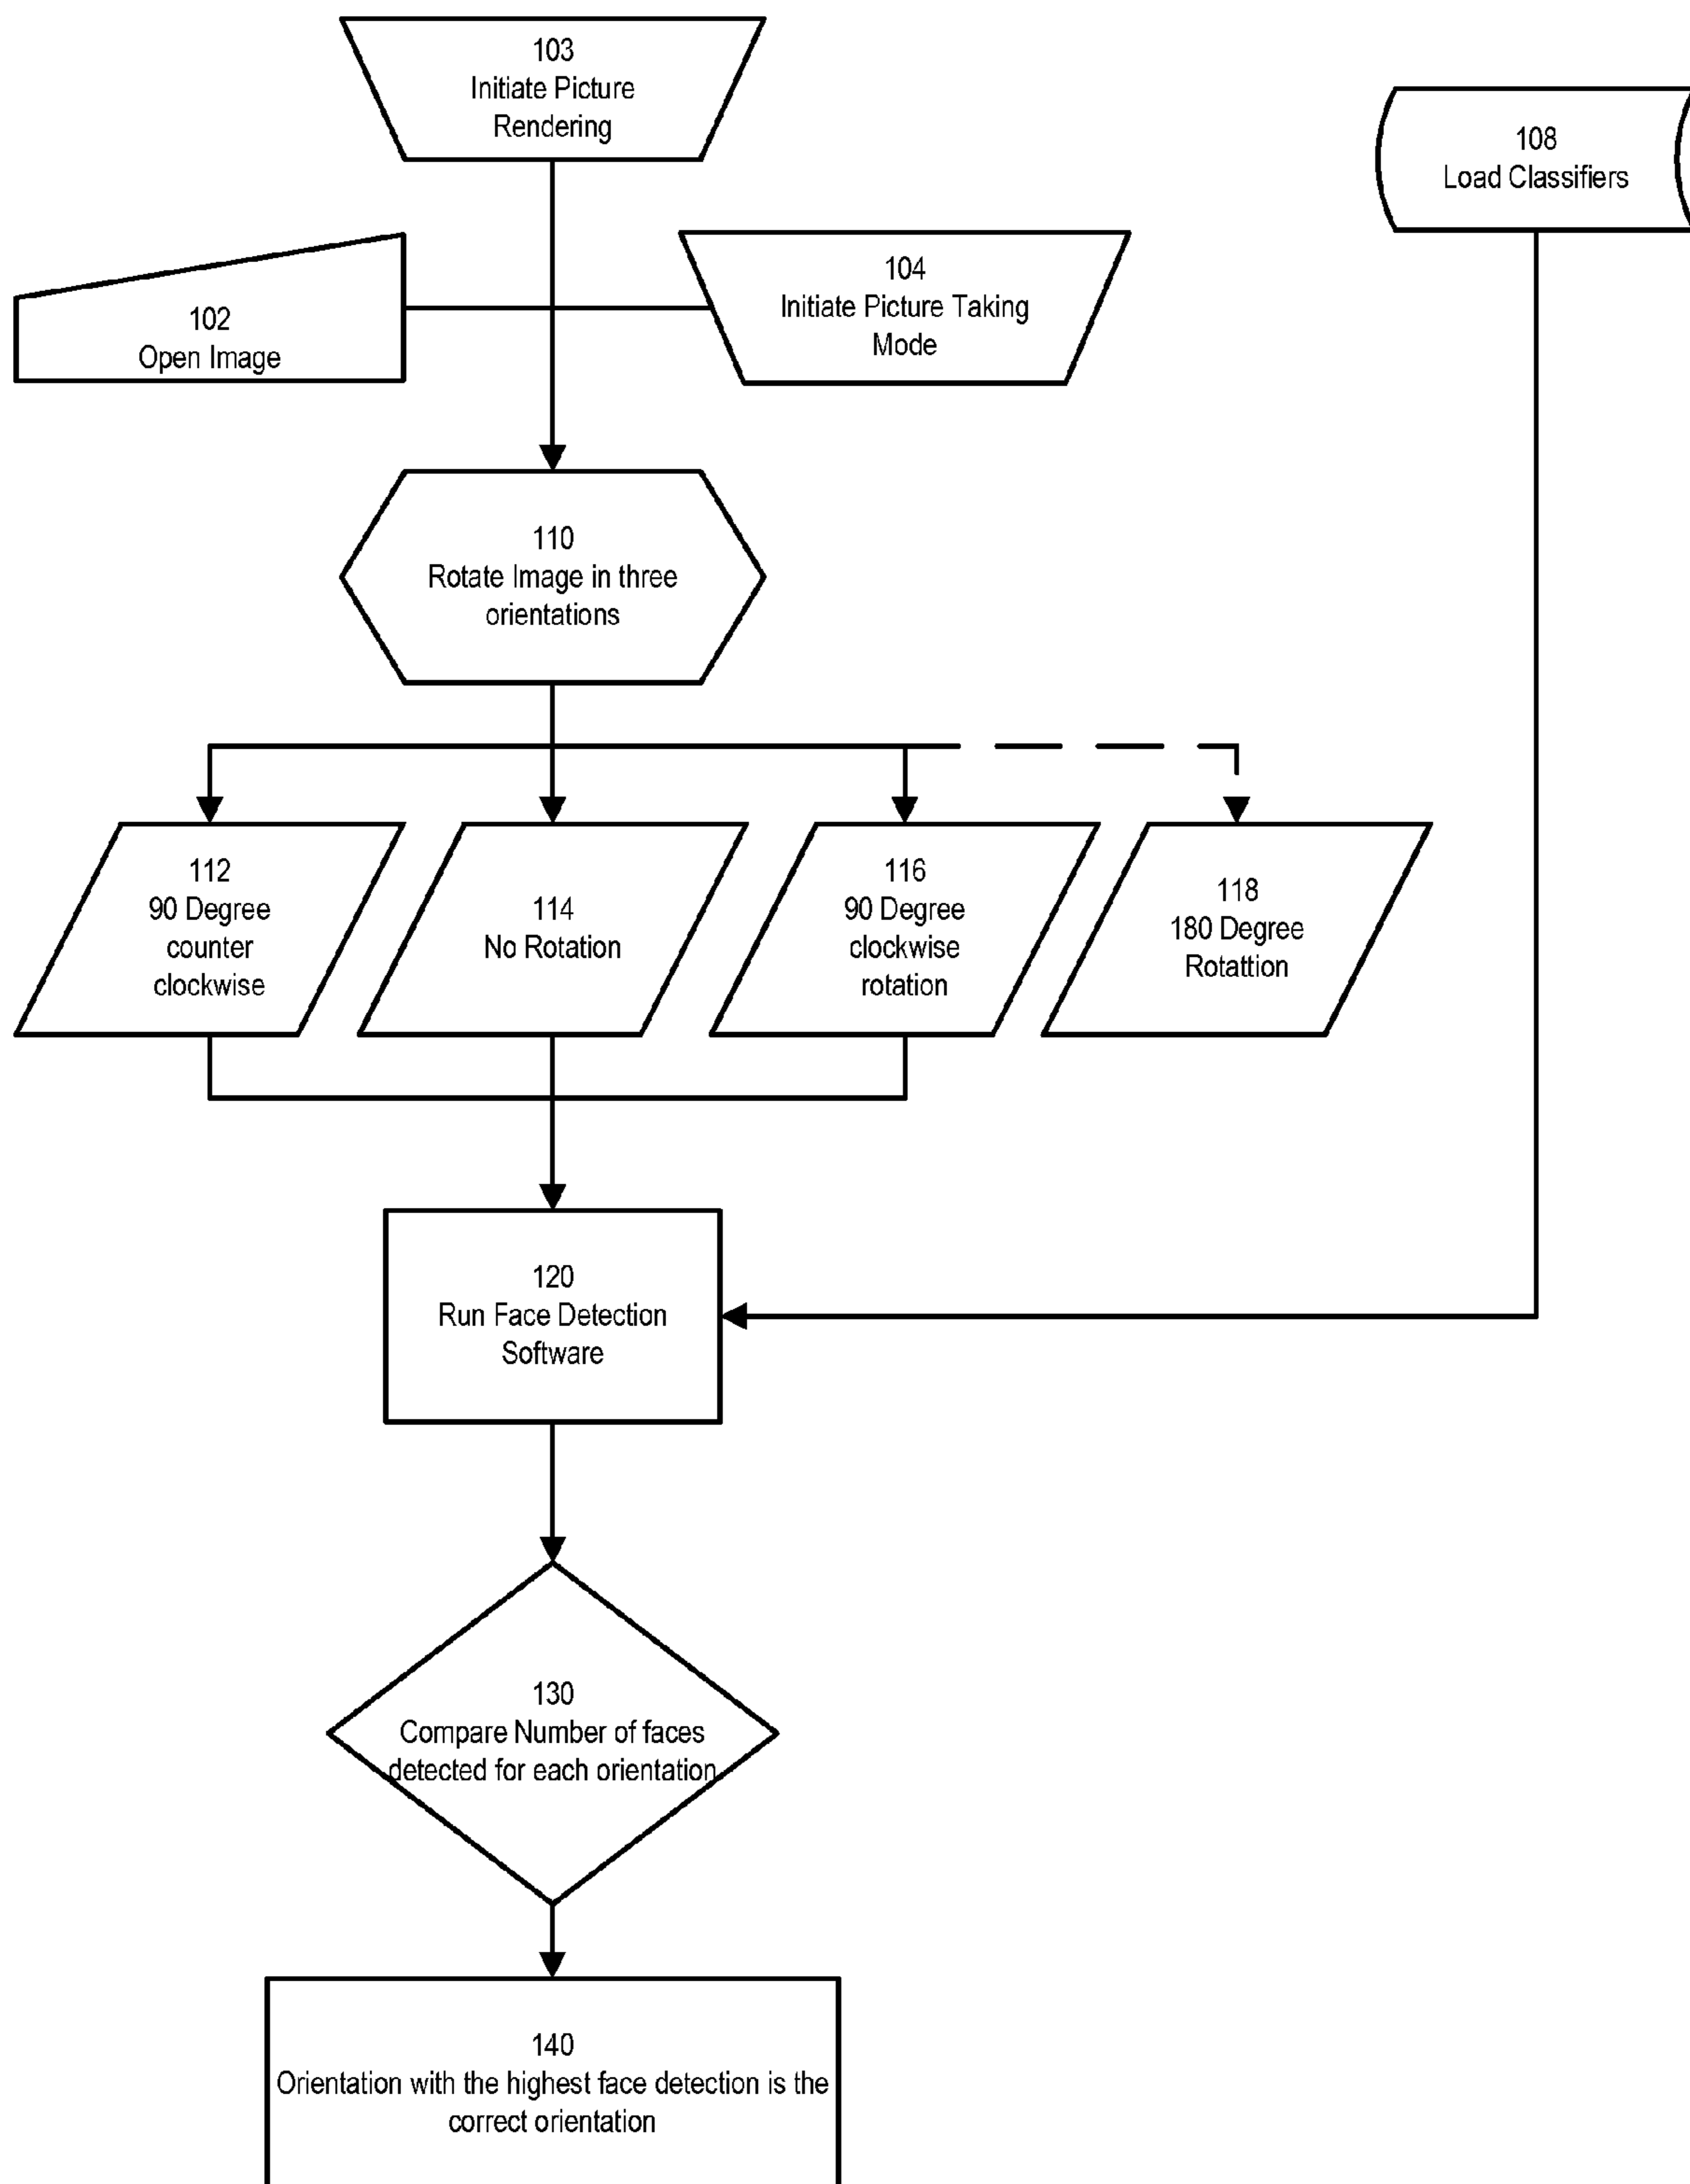 103
Initiate Picture
Rendering
108
Load Classifiers
102
Open Image
104
Initiate Picture Taking
Mode
110
Rotate Image in three
orientations
112
90 Degree
counter
clockwise
114
No Rotation
116
90 Degree
clockwise
rotation
118
180 Degree
Rotattion
120
Run Face Detection
Software
130
Compare Number of faces
detected for each orientation
140
Orientation with the highest face detection is the
correct orientation